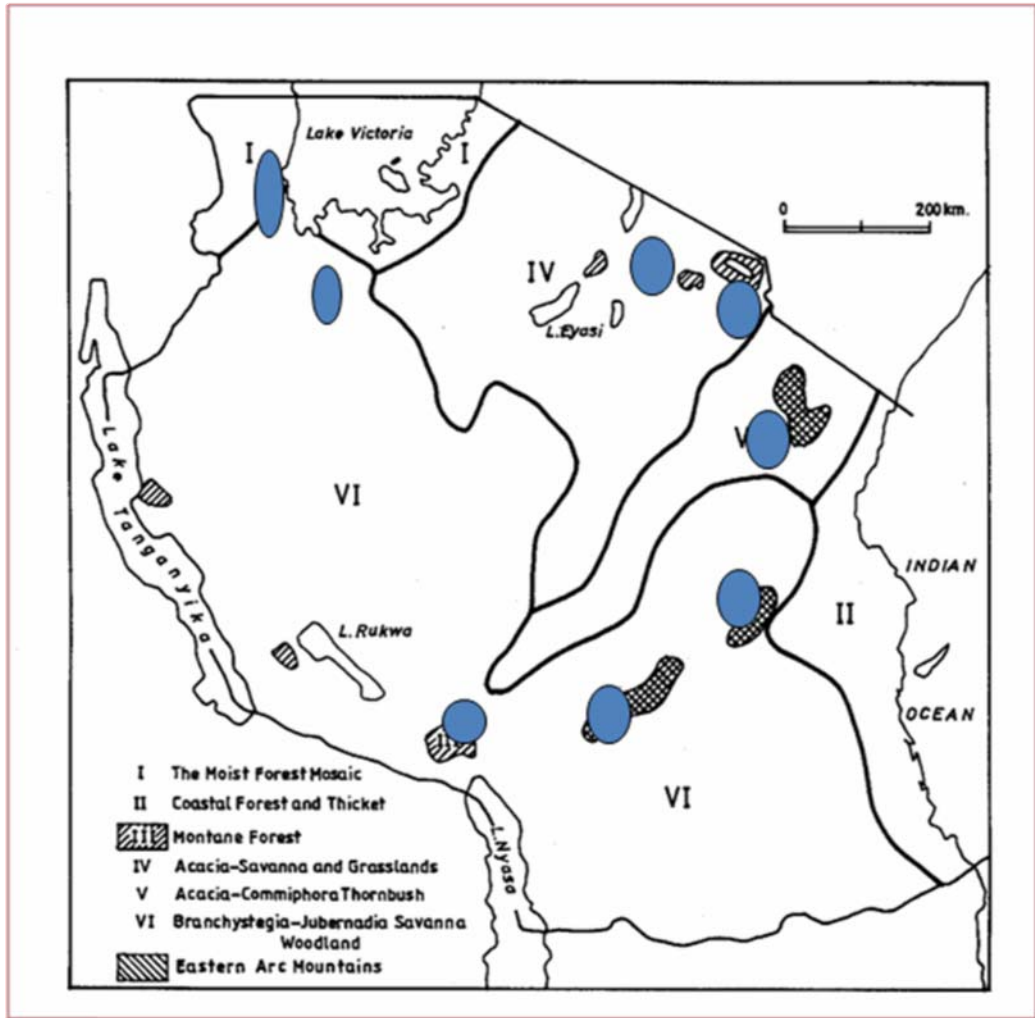 Lake Victoria
I
I
0 200 km.
IV
L. Eyasi
V
Lake Tanganyika
VI
INDIAN
II
L. Rukwa
OCEAN
VI
I The Moist Forest Mosaic
II Coastal Forest and Thicket
III Montane Forest
IV Acacia-Savanna and Grasslands
V Acacia-Commiphora Thornbush
VI Branchystegia-Jubernadia Savanna
Woodland
Eastern Arc Mountains
L. Nyasa